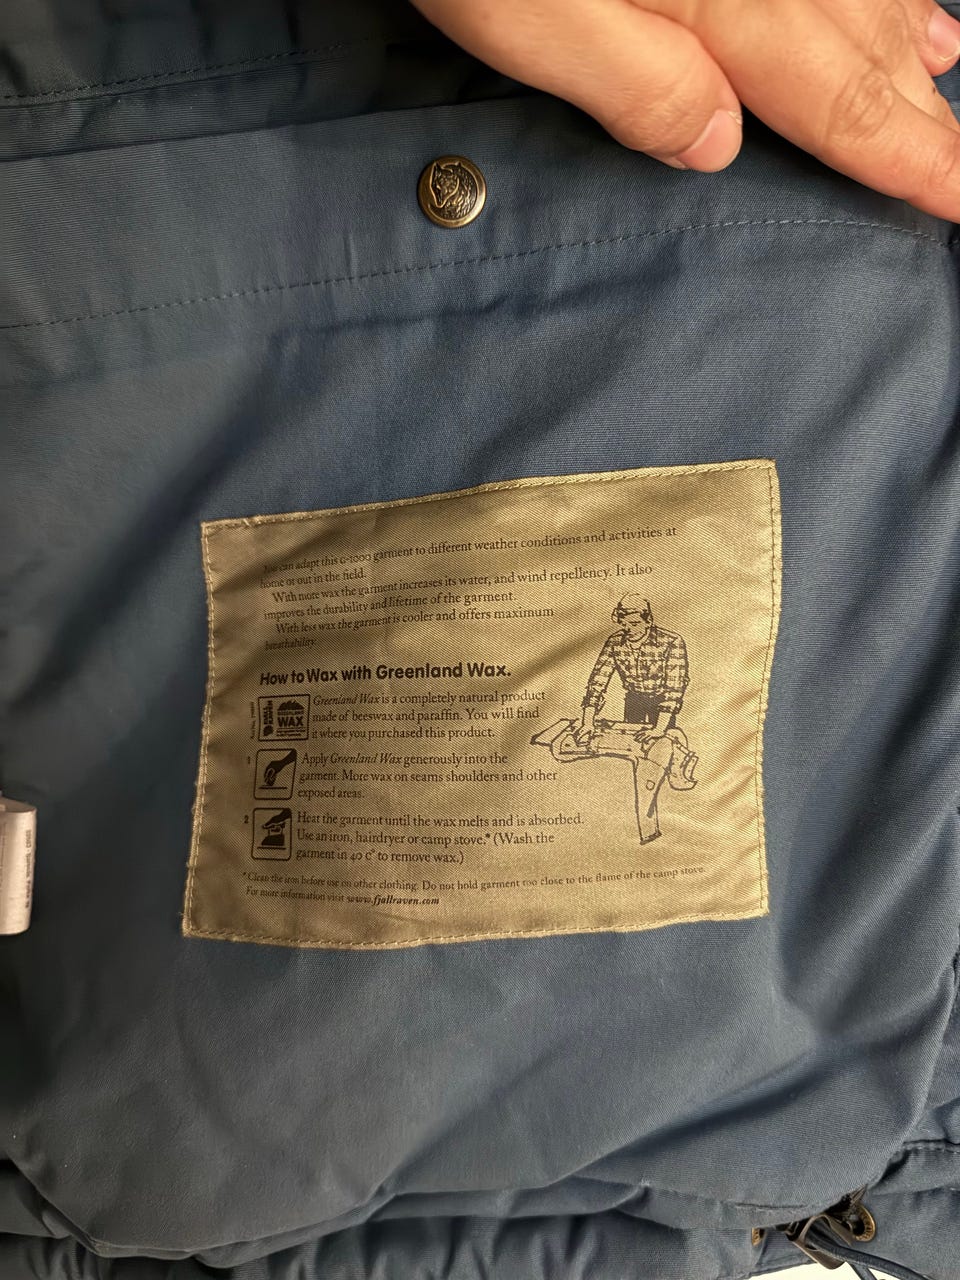 You can adapt this G-1000 garment to different weather conditions and activities at
home or out in the field.
With more wax the garment increases its water, and wind repellency. It also
improves the durability and lifetime of the garment.
With less wax the garment is cooler and offers maximum
breathability.
How to Wax with Greenland Wax.
WAX
Greenland Wax is a completely natural product
made of beeswax and paraffin. You will find
it where you purchased this product.
1
Apply Greenland Wax generously into the
garment. More wax on seams shoulders and other
exposed areas.
2
Heat the garment until the wax melts and is absorbed.
Use an iron, hairdryer or camp stove.* (Wash the
garment in 40 c° to remove wax.)
*Clean the iron before use on other clothing. Do not hold garment too close to the flame of the camp stove.
For more information visit www.fjallraven.com